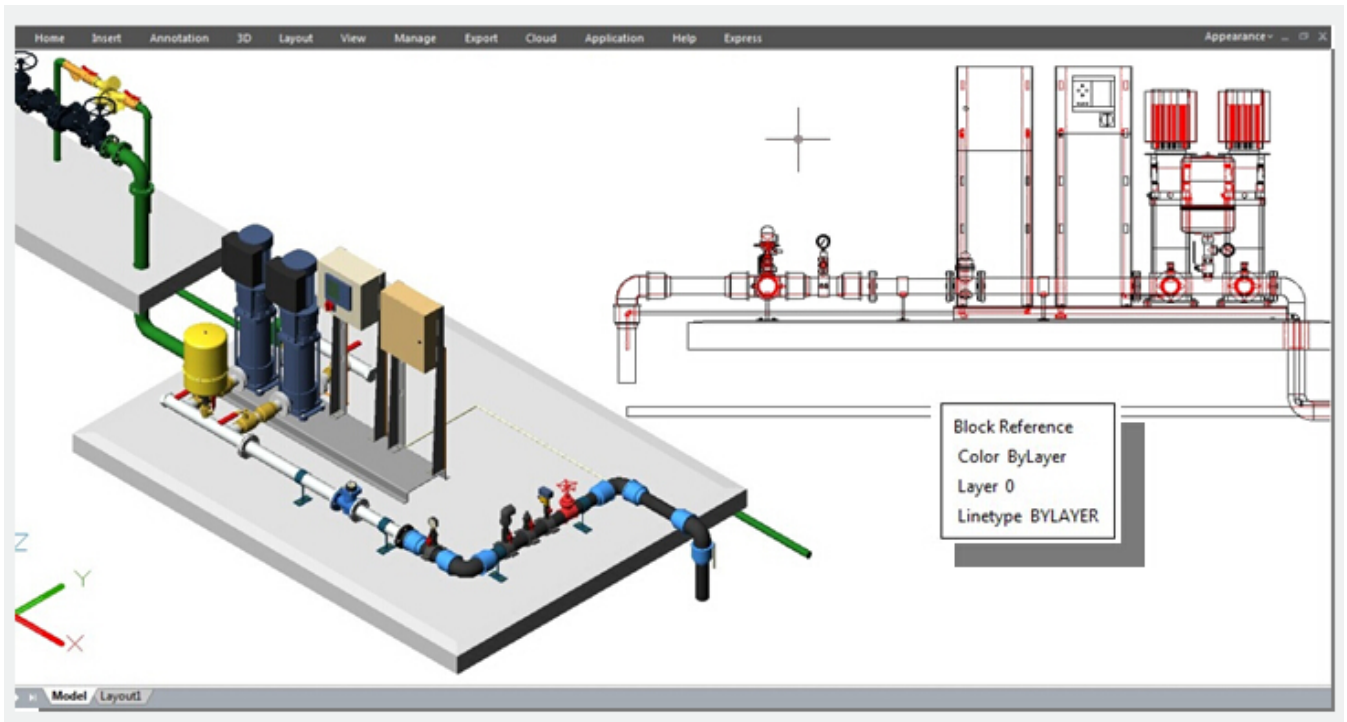 Home Insert Annotation 3D Layout View Manage Export Cloud Application Help Express Appearance
Block Reference
Color ByLayer
Layer 0
Linetype BYLAYER
Z
Y
X
Model Layout1